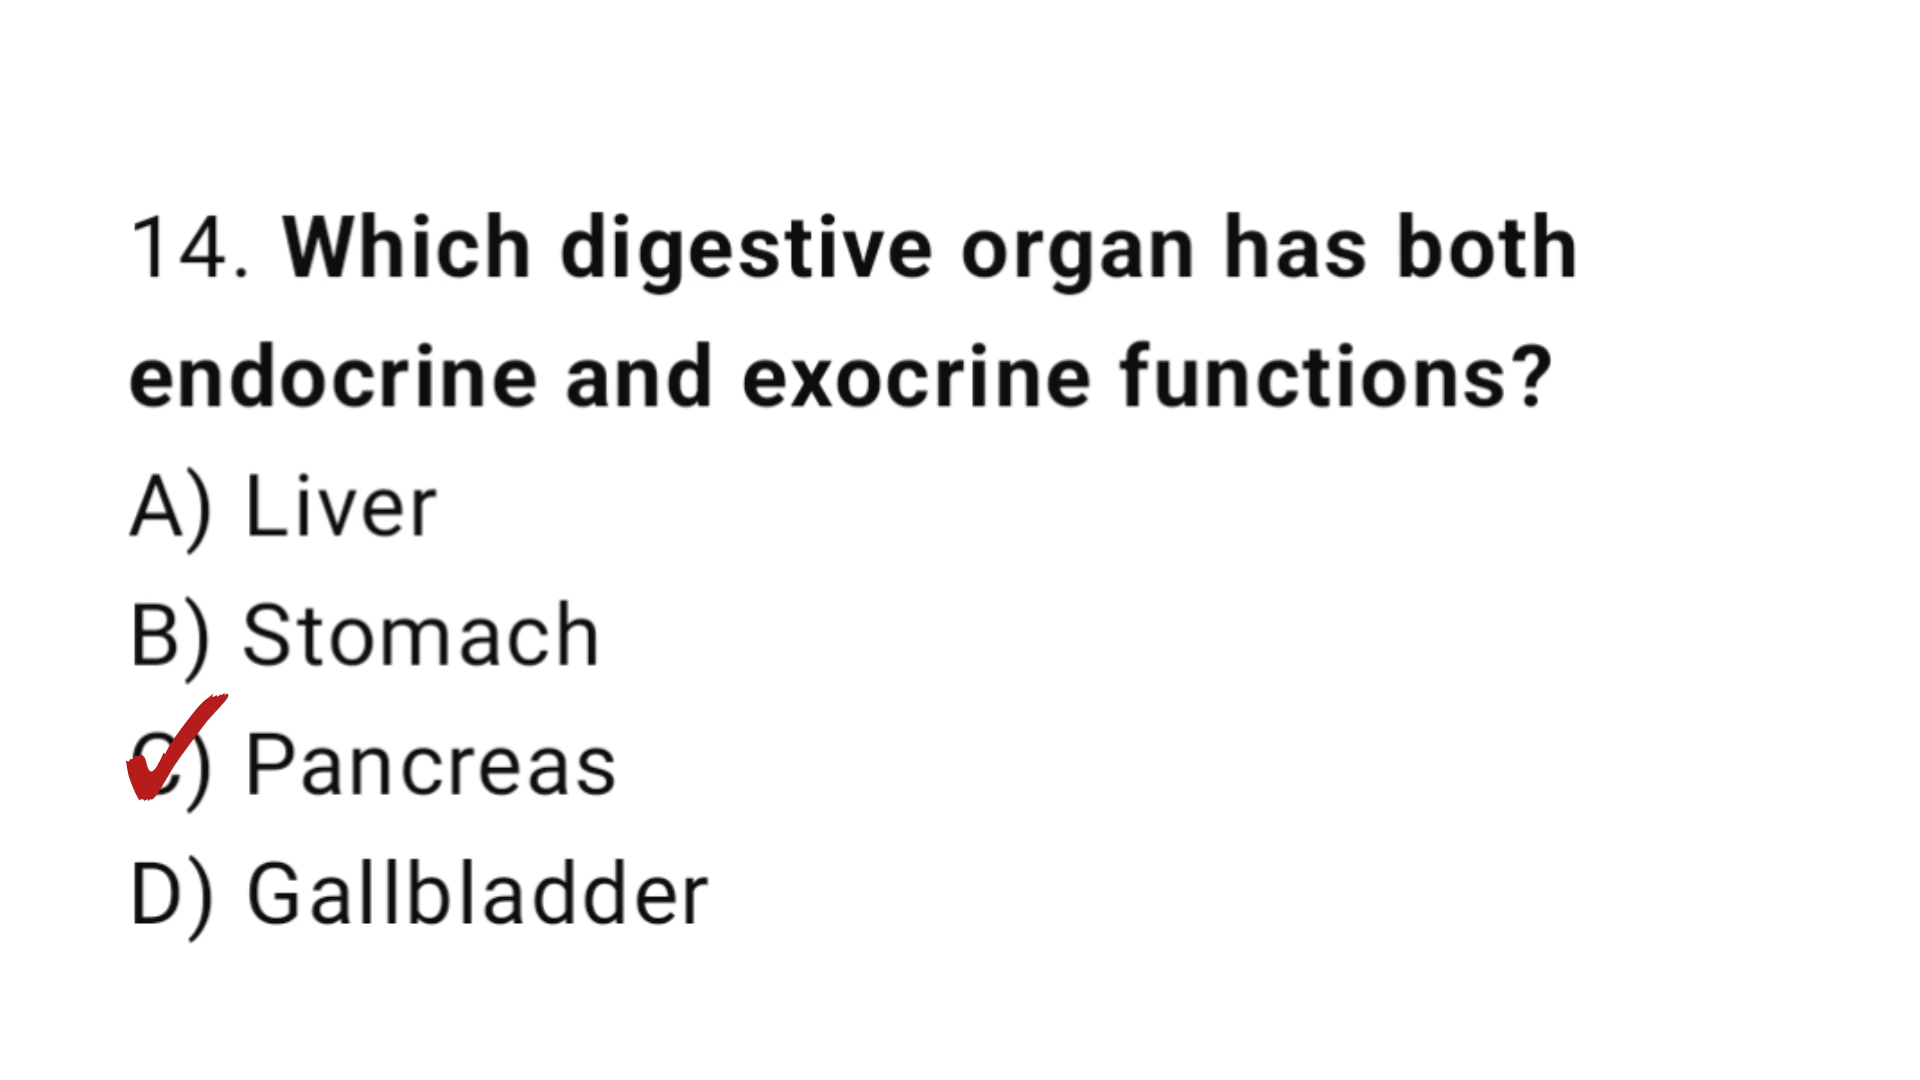 14. Which digestive organ has both
endocrine and exocrine functions?
A) Liver
B) Stomach
C) Pancreas
D) Gallbladder